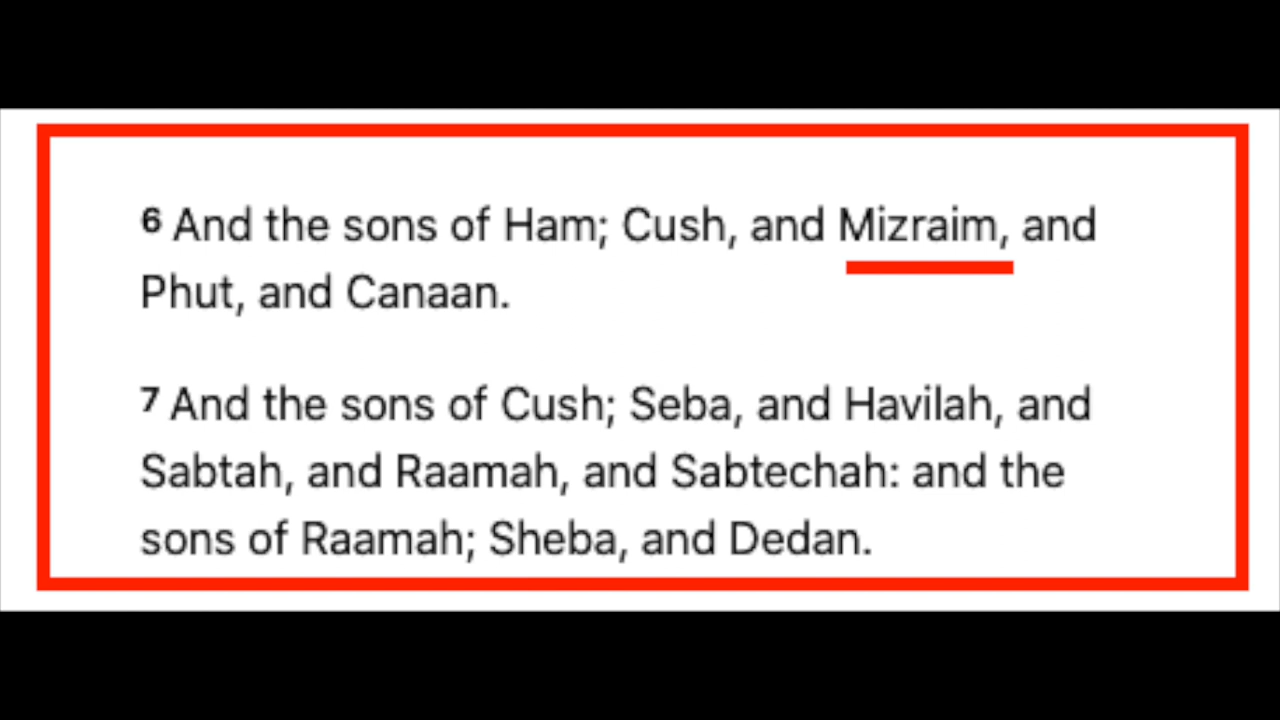 6 And the sons of Ham; Cush, and Mizraim, and
Phut, and Canaan.
7 And the sons of Cush; Seba, and Havilah, and
Sabtah, and Raamah, and Sabtechah: and the
sons of Raamah; Sheba, and Dedan.